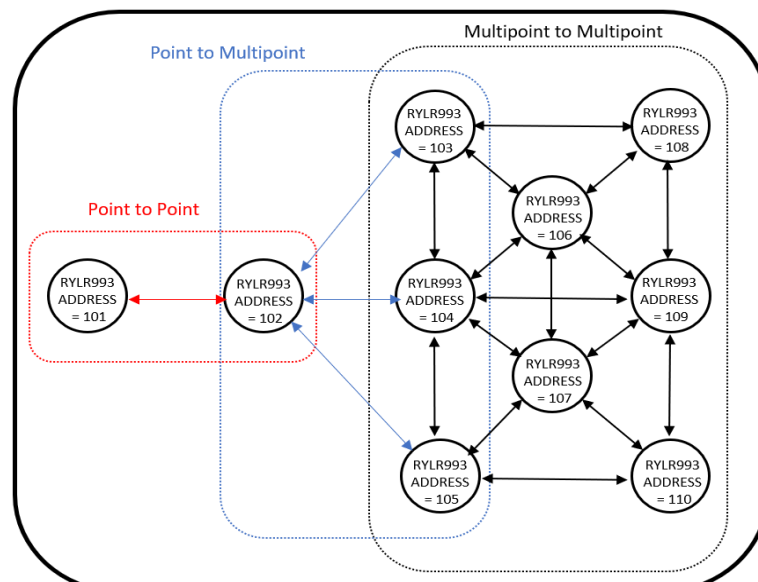 Multipoint to Multipoint
Point to Multipoint
Point to Point
RYLR993
ADDRESS
= 101
RYLR993
ADDRESS
= 102
RYLR993
ADDRESS
= 103
RYLR993
ADDRESS
= 104
RYLR993
ADDRESS
= 105
RYLR993
ADDRESS
= 106
RYLR993
ADDRESS
= 107
RYLR993
ADDRESS
= 108
RYLR993
ADDRESS
= 109
RYLR993
ADDRESS
= 110